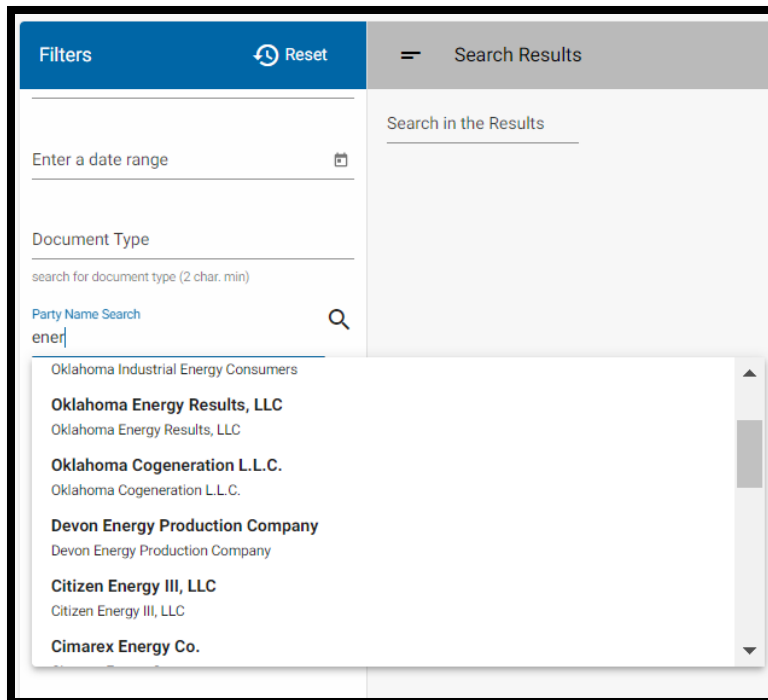 Filters
Reset
Search Results
Search in the Results
Enter a date range
Document Type
search for document type (2 char. min)
Party Name Search
ener
Oklahoma Industrial Energy Consumers
Oklahoma Energy Results, LLC
Oklahoma Energy Results, LLC
Oklahoma Cogeneration L.L.C.
Oklahoma Cogeneration L.L.C.
Devon Energy Production Company
Devon Energy Production Company
Citizen Energy III, LLC
Citizen Energy III, LLC
Cimarex Energy Co.